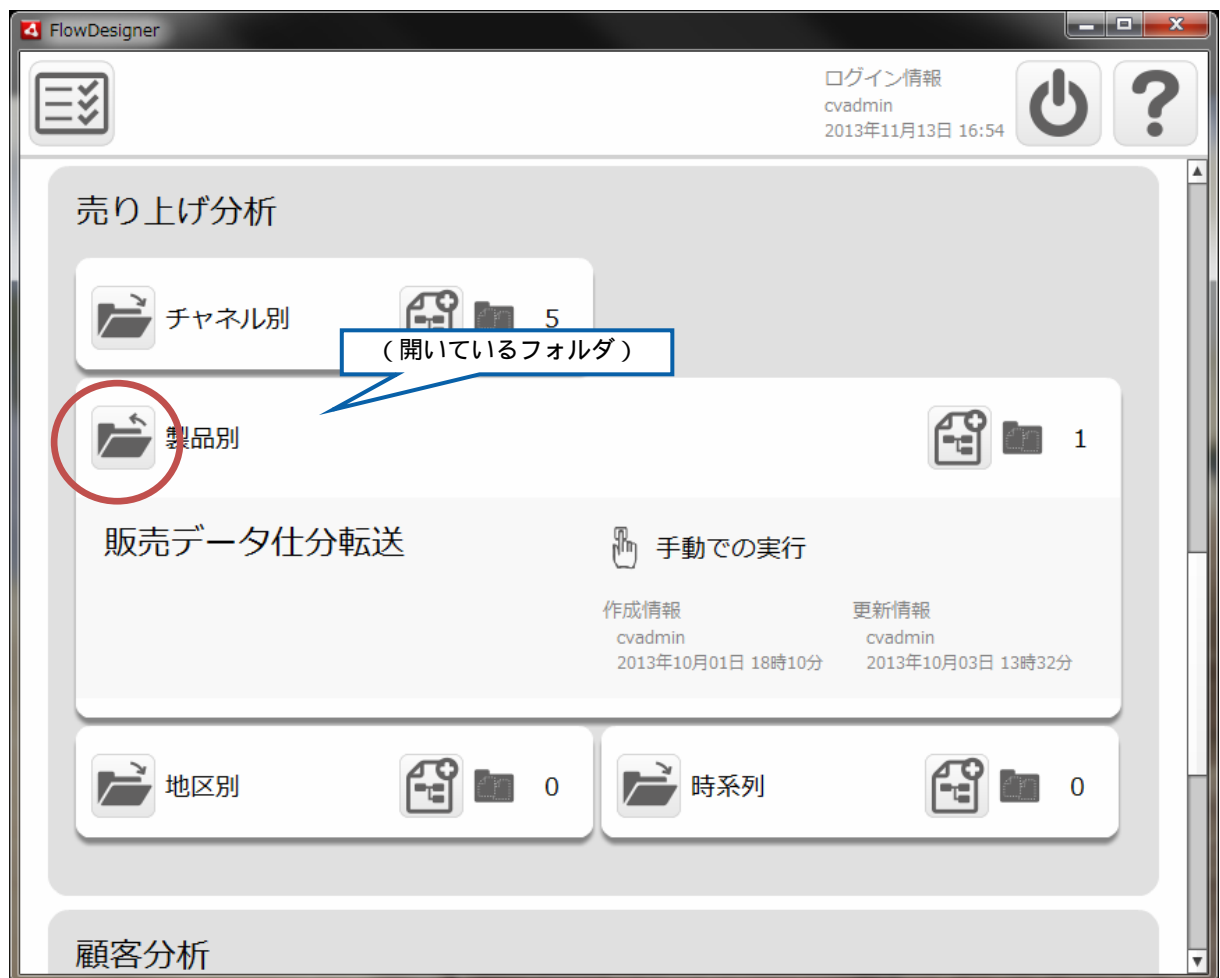 FlowDesigner
ログイン情報
cvadmin
2013年11月13日 16:54
?
売り上げ分析
チャネル別
5
(開いているフォルダ)
製品別
1
販売データ仕分転送
手動での実行
作成情報
cvadmin
2013年10月01日 18時10分
更新情報
cvadmin
2013年10月03日 13時32分
地区別
0
時系列
0
顧客分析